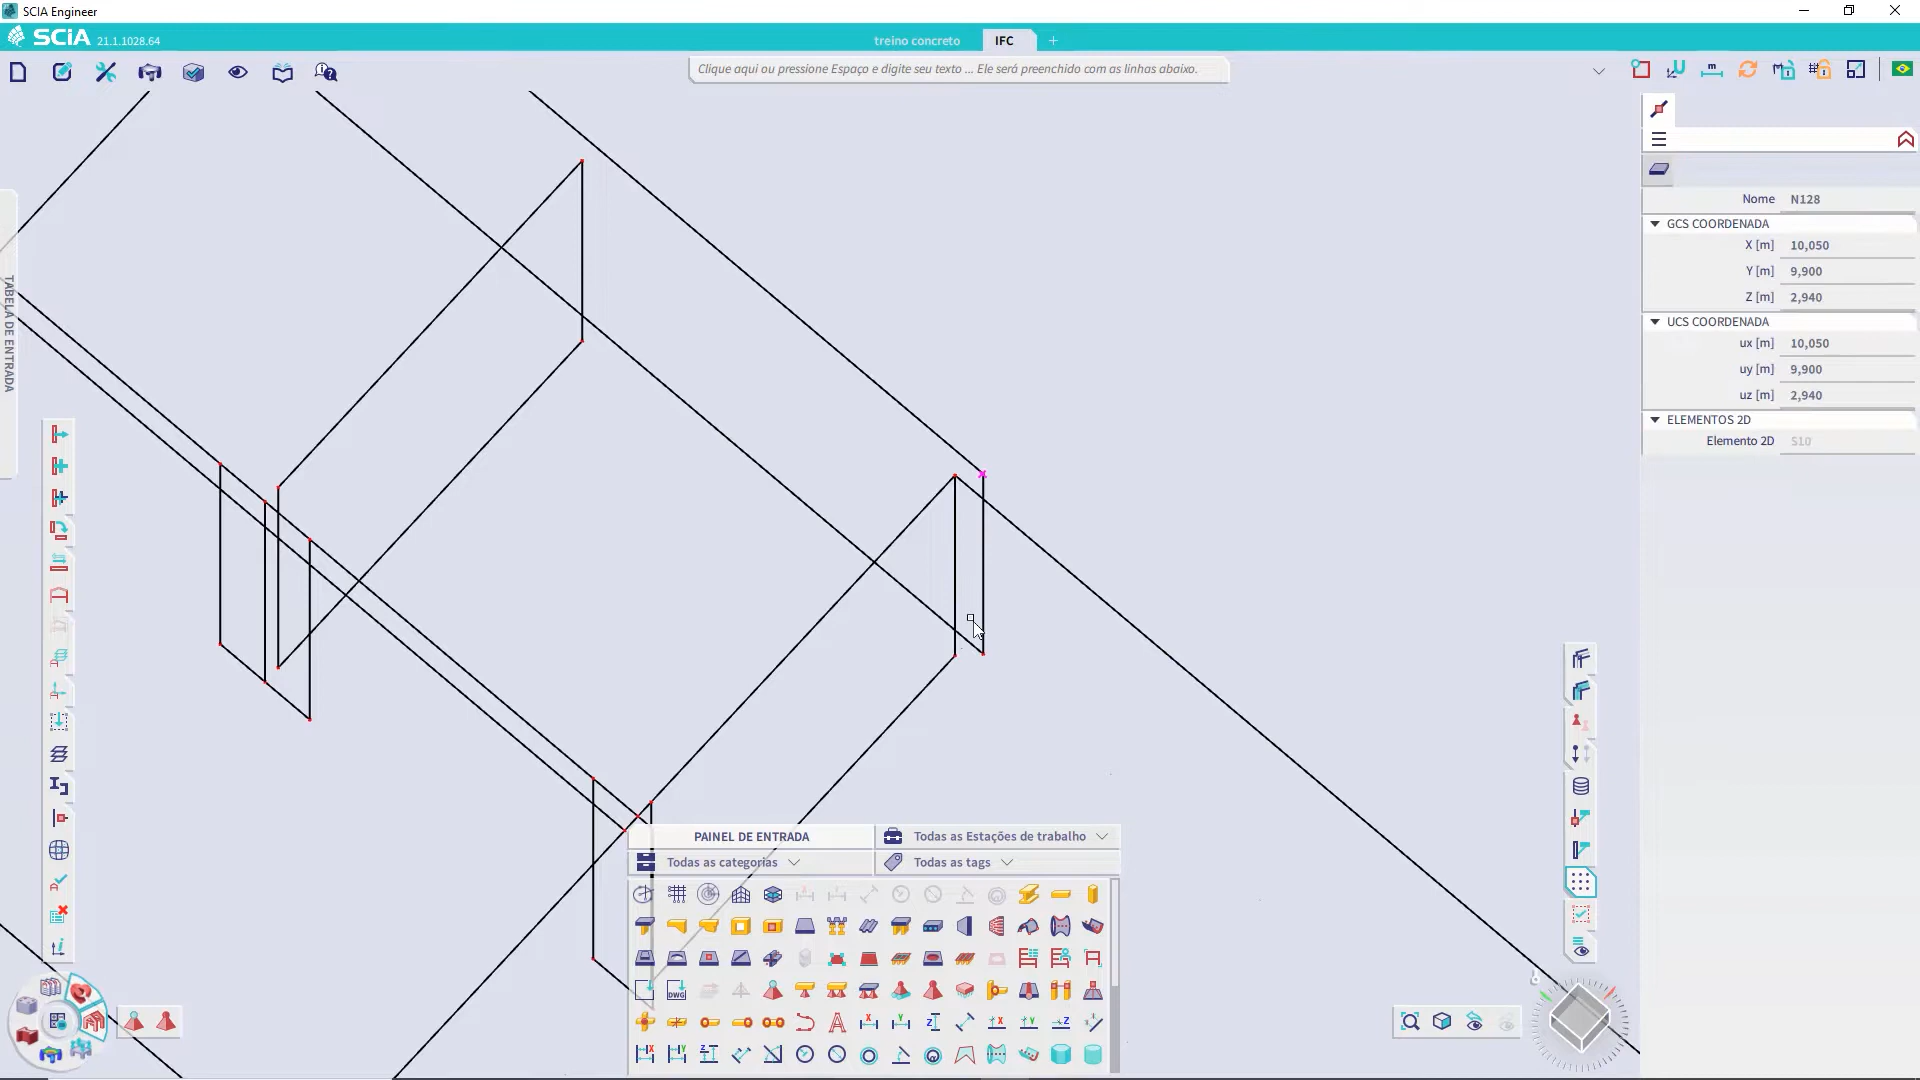 SCIA Engineer
SCIA 21.1.1028.64
treino concreto
IFC
Clique aqui ou pressione Espaço e digite seu texto ... Ele será preenchido com as linhas abaixo.
TABELA DE ENTRADA
Nome N128
GCS COORDENADA
X [m] 10,050
Y [m] 9,900
Z [m] 2,940
UCS COORDENADA
ux [m] 10,050
uy [m] 9,900
uz [m] 2,940
ELEMENTOS 2D
Elemento 2D S10
PAINEL DE ENTRADA
Todas as Estações de trabalho
Todas as categorias
Todas as tags
DWG